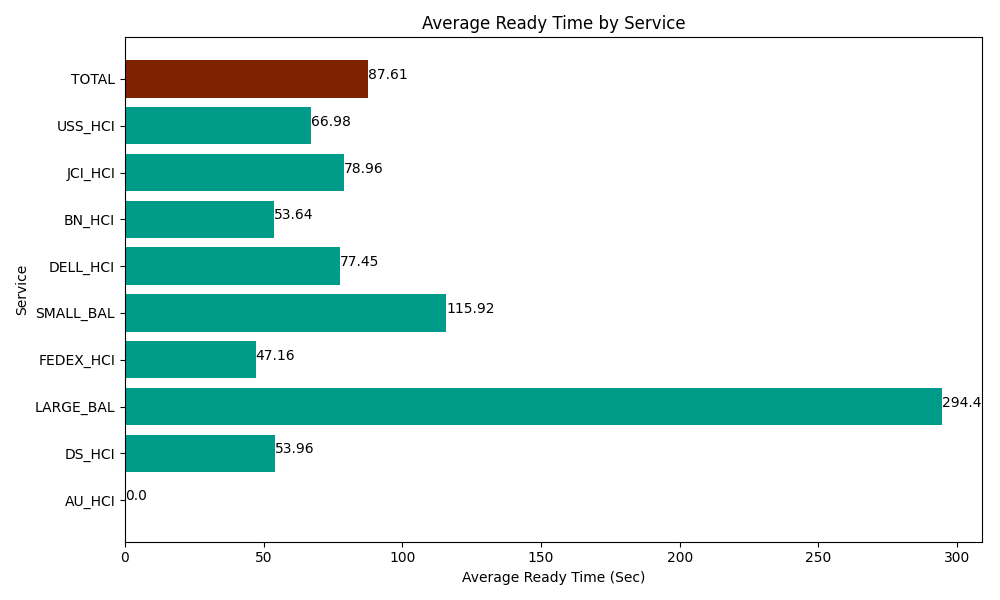 Average Ready Time by Service
TOTAL 87.61
USS_HCI 66.98
JCI_HCI 78.96
BN_HCI 53.64
DELL_HCI 77.45
SMALL_BAL 115.92
FEDEX_HCI 47.16
LARGE_BAL 294.4
DS_HCI 53.96
AU_HCI 0.0
Service
0 50 100 150 200 250 300
Average Ready Time (Sec)